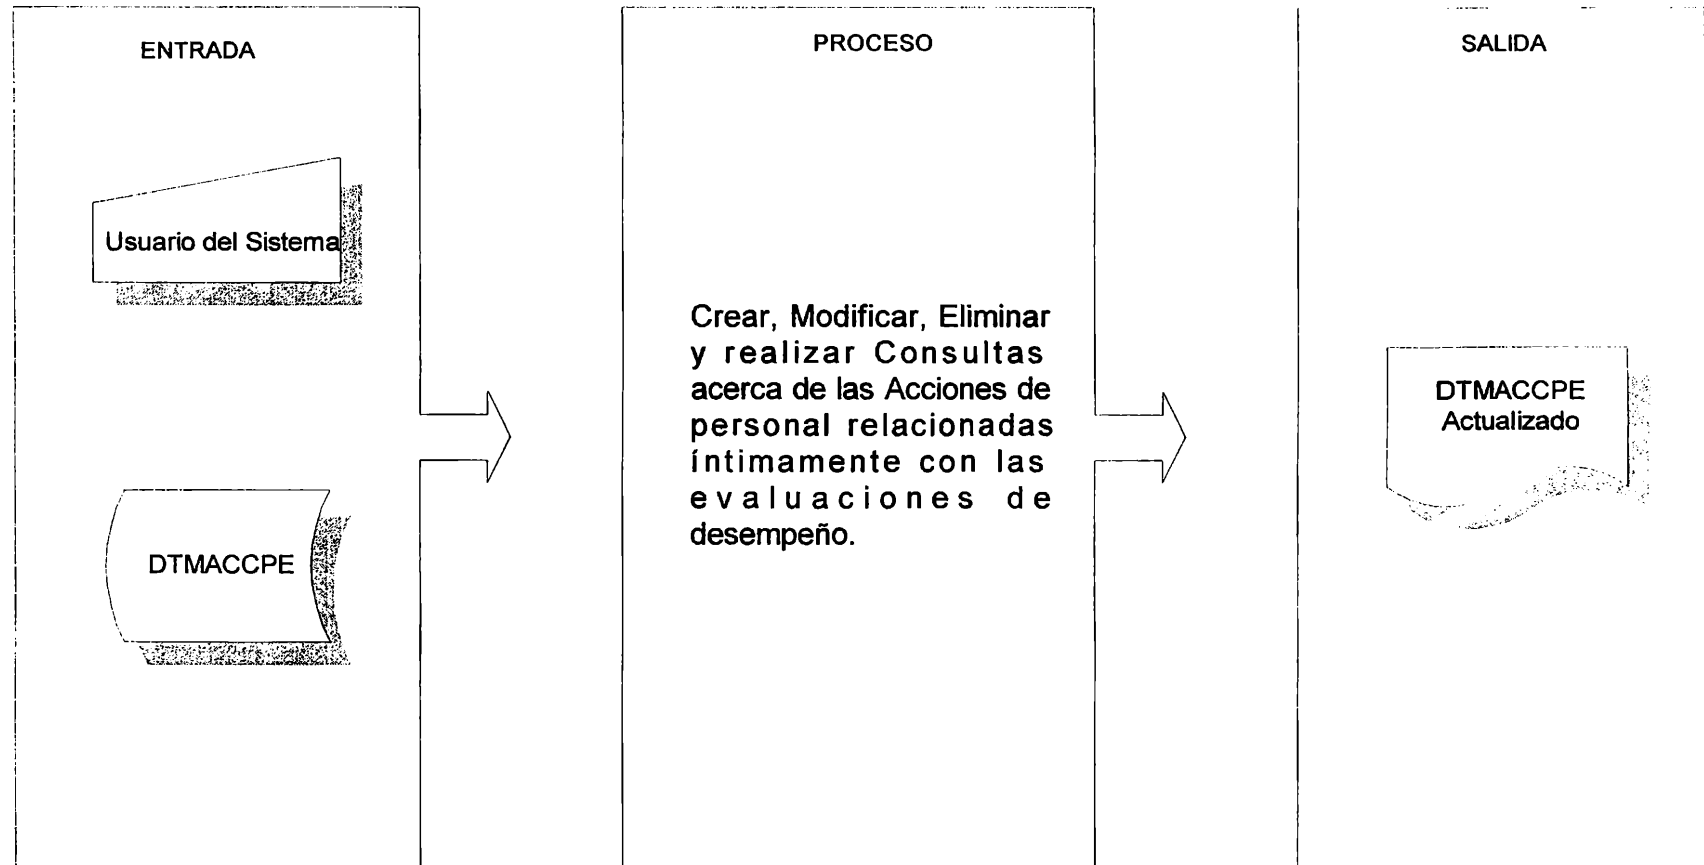 ENTRADA
Usuario del Sistema
DTMACCPE
PROCESO
Crear, Modificar, Eliminar
y realizar Consultas
acerca de las Acciones de
personal relacionadas
íntimamente con las
evaluaciones de
desempeño.
SALIDA
DTMACCPE
Actualizado